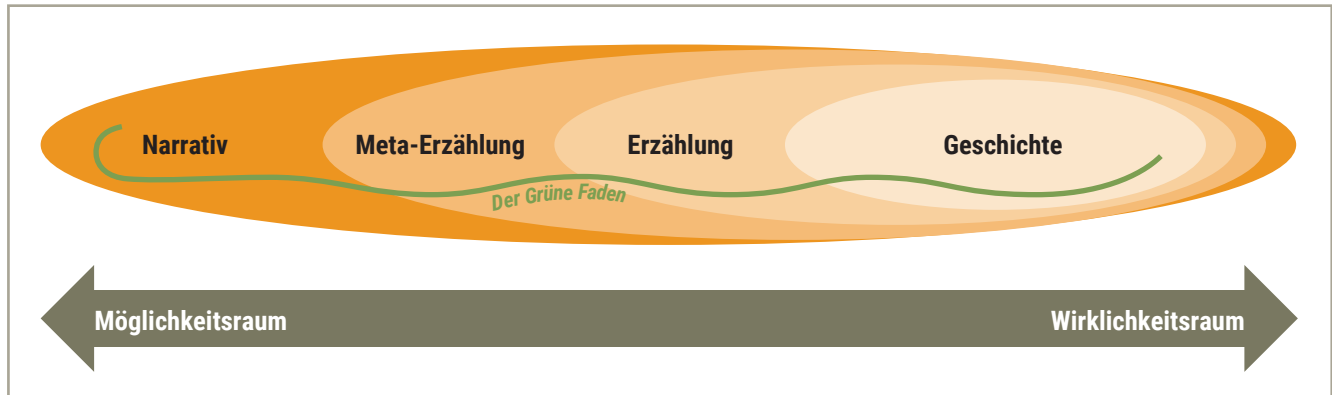 Narrativ Meta-Erzählung Erzählung Geschichte
Der Grüne Faden
Möglichkeitsraum Wirklichkeitsraum